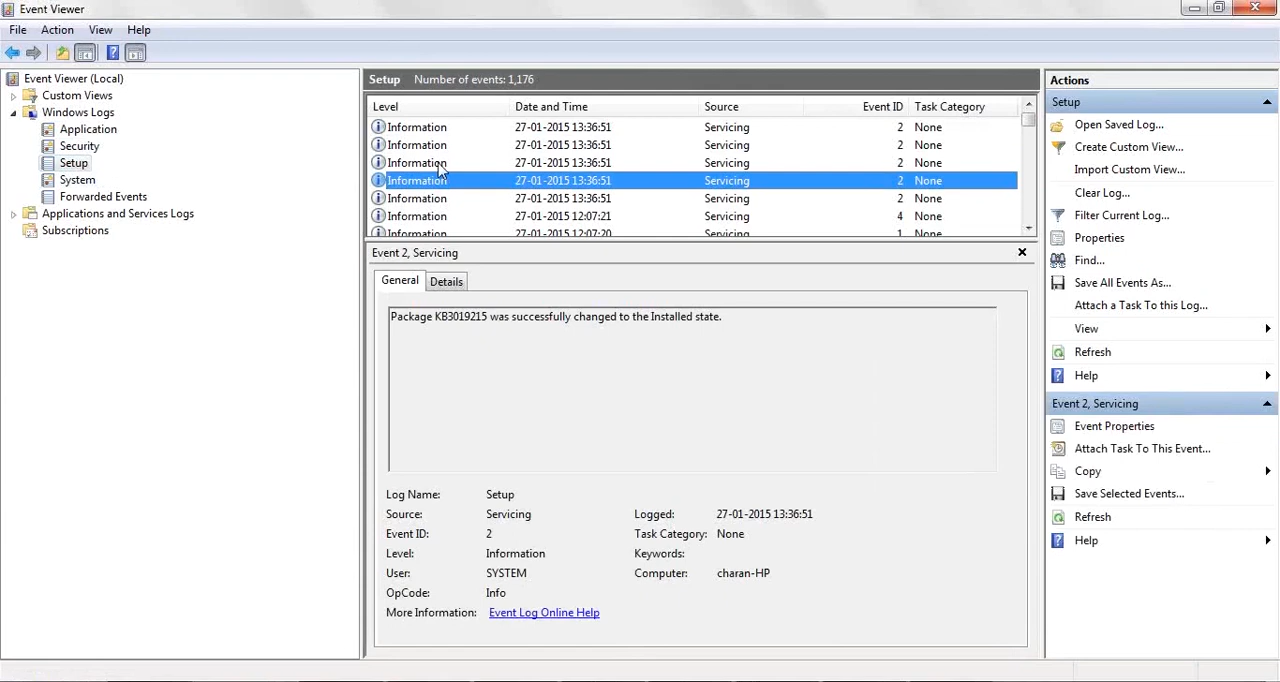 Event Viewer
File Action View Help
Event Viewer (Local)
Custom Views
Windows Logs
Application
Security
Setup
System
Forwarded Events
Applications and Services Logs
Subscriptions
Setup Number of events: 1,176
Level Date and Time Source Event ID Task Category
Information 27-01-2015 13:36:51 Servicing 2 None
Information 27-01-2015 13:36:51 Servicing 2 None
Information 27-01-2015 13:36:51 Servicing 2 None
Information 27-01-2015 13:36:51 Servicing 2 None
Information 27-01-2015 13:36:51 Servicing 2 None
Information 27-01-2015 12:07:21 Servicing 4 None
Information 27-01-2015 12:07:20 Servicing 1 None
Event 2, Servicing
General Details
Package KB3019215 was successfully changed to the Installed state.
Log Name: Setup
Source: Servicing Logged: 27-01-2015 13:36:51
Event ID: 2 Task Category: None
Level: Information Keywords:
User: SYSTEM Computer: charan-HP
OpCode: Info
More Information: Event Log Online Help
Actions
Setup
Open Saved Log...
Create Custom View...
Import Custom View...
Clear Log...
Filter Current Log...
Properties
Find...
Save All Events As...
Attach a Task To this Log...
View
Refresh
Help
Event 2, Servicing
Event Properties
Attach Task To This Event...
Copy
Save Selected Events...
Refresh
Help